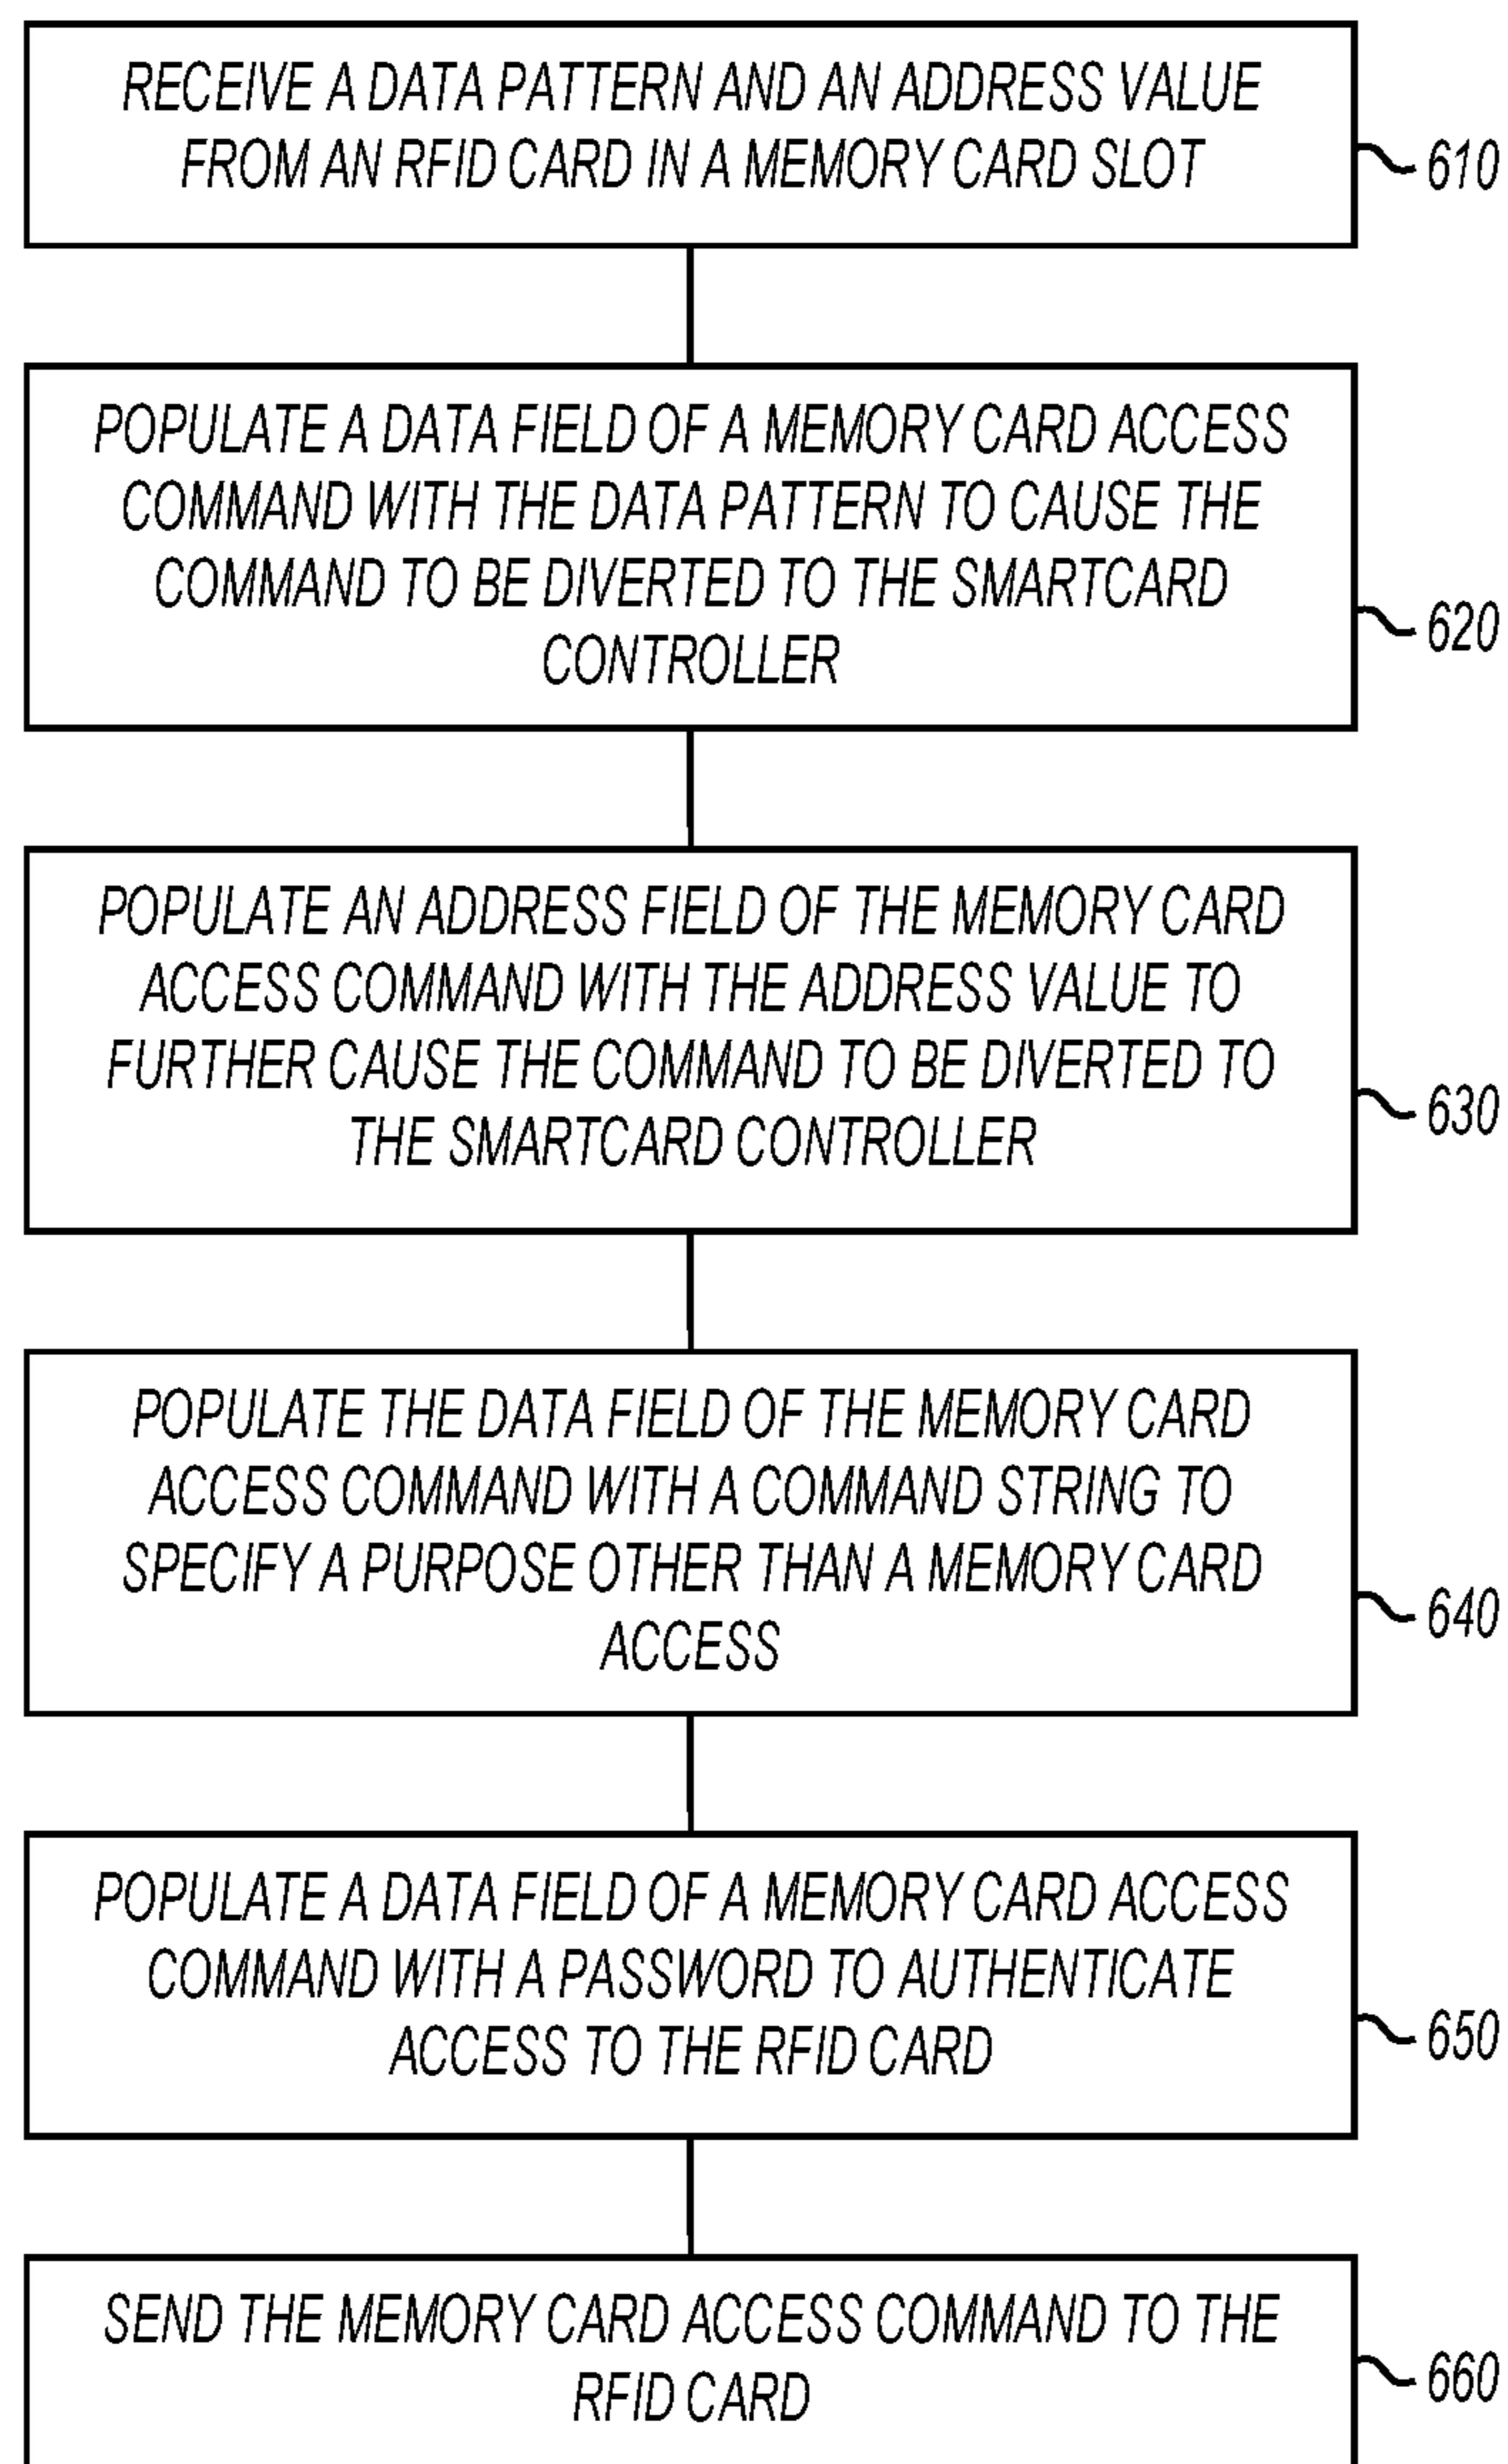 RECEIVE A DATA PATTERN AND AN ADDRESS VALUE
FROM AN RFID CARD IN A MEMORY CARD SLOT
610
POPULATE A DATA FIELD OF A MEMORY CARD ACCESS
COMMAND WITH THE DATA PATTERN TO CAUSE THE
COMMAND TO BE DIVERTED TO THE SMARTCARD
CONTROLLER
620
POPULATE AN ADDRESS FIELD OF THE MEMORY CARD
ACCESS COMMAND WITH THE ADDRESS VALUE TO
FURTHER CAUSE THE COMMAND TO BE DIVERTED TO
THE SMARTCARD CONTROLLER
630
POPULATE THE DATA FIELD OF THE MEMORY CARD
ACCESS COMMAND WITH A COMMAND STRING TO
SPECIFY A PURPOSE OTHER THAN A MEMORY CARD
ACCESS
640
POPULATE A DATA FIELD OF A MEMORY CARD ACCESS
COMMAND WITH A PASSWORD TO AUTHENTICATE
ACCESS TO THE RFID CARD
650
SEND THE MEMORY CARD ACCESS COMMAND TO THE
RFID CARD
660